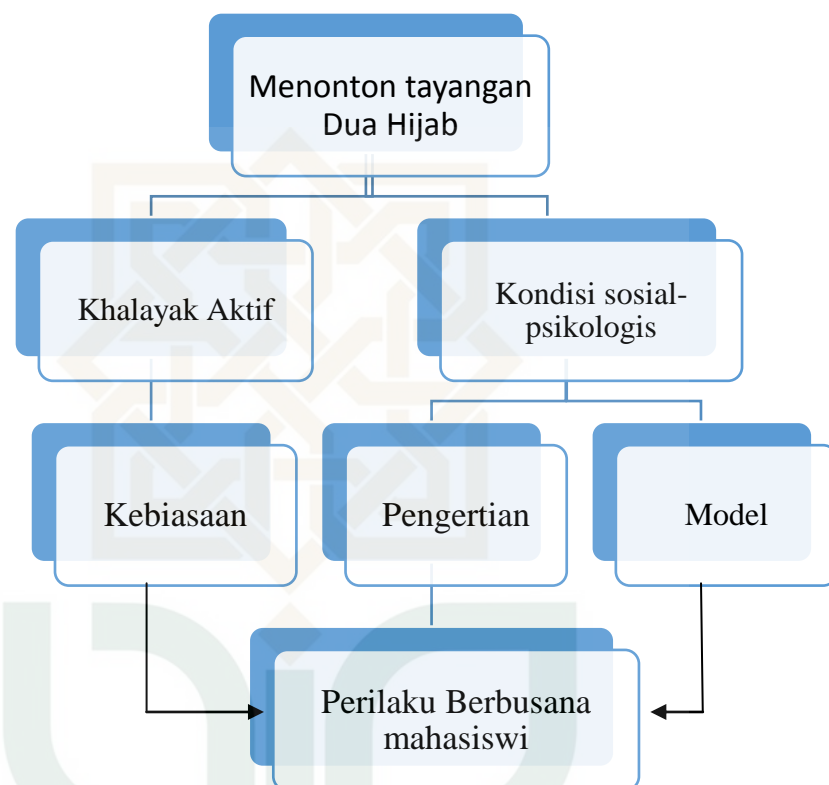 Menonton tayangan
Dua Hijab
Khalayak Aktif
Kondisi sosial-
psikologis
Kebiasaan
Pengertian
Model
Perilaku Berbusana
mahasiswi